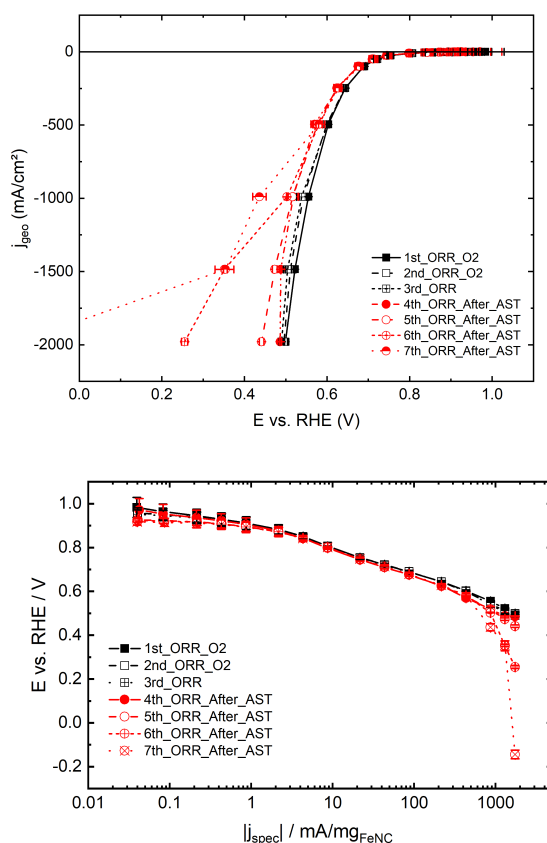 0
-500
-1000
-1500
-2000
j_geo (mA/cm²)
1st_ORR_O2
2nd_ORR_O2
3rd_ORR
4th_ORR_After_AST
5th_ORR_After_AST
6th_ORR_After_AST
7th_ORR_After_AST
0.0 0.2 0.4 0.6 0.8 1.0
E vs. RHE (V)
1.0
0.8
0.6
0.4
0.2
0.0
-0.2
E vs. RHE / V
1st_ORR_O2
2nd_ORR_O2
3rd_ORR
4th_ORR_After_AST
5th_ORR_After_AST
6th_ORR_After_AST
7th_ORR_After_AST
0.01 0.1 1 10 100 1000
|j_spec| / mA/mg_FeNC